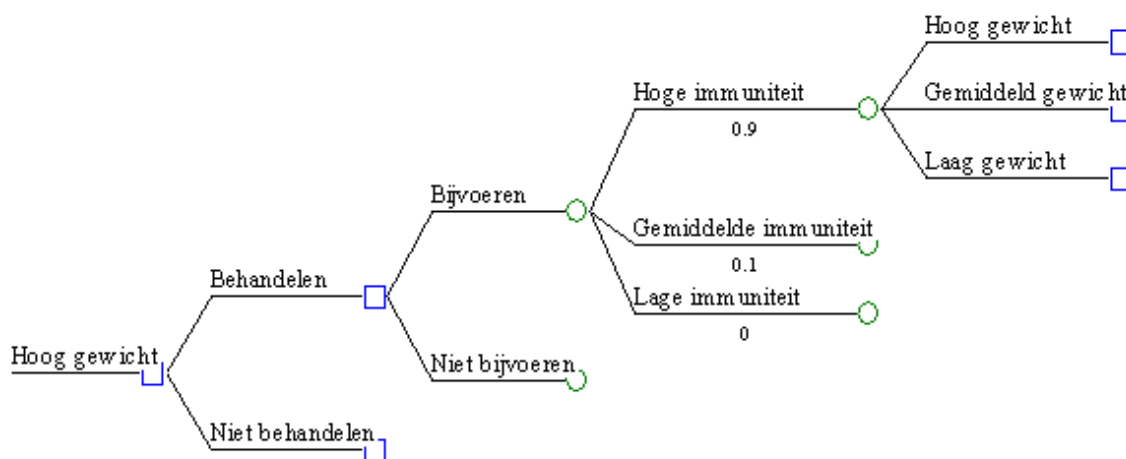 Hoog gewicht
Hoge immuniteit
Gemiddeld gewicht
0.9
Laag gewicht
Bijvoeren
Gemiddelde immuniteit
0.1
Behandelen
Lage immuniteit
0
Hoog gewicht
Niet bijvoeren
Niet behandelen